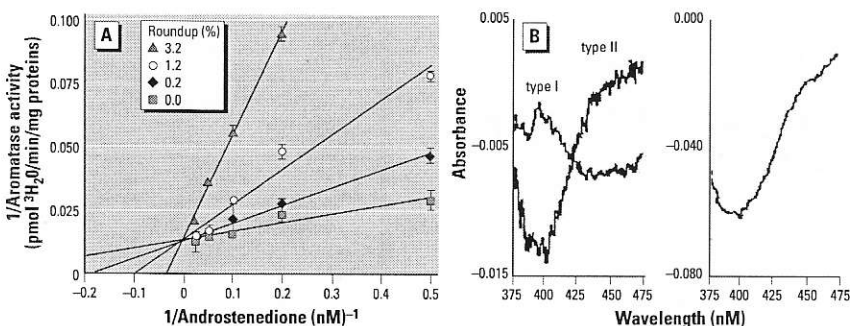 A
Roundup (%)
3.2
1.2
0.2
0.0
1/Aromatase activity
(pmol ³H₂0/min/mg proteins)
0.100
0.075
0.050
0.025
0
–0.2 –0.1 0 0.1 0.2 0.3 0.4 0.5
1/Androstenedione (nM)⁻¹
B
Absorbance
–0.005
–0.005
–0.015
type I
type II
375 400 425 450 475
0.000
–0.040
–0.080
375 400 425 450 475
Wavelength (nM)